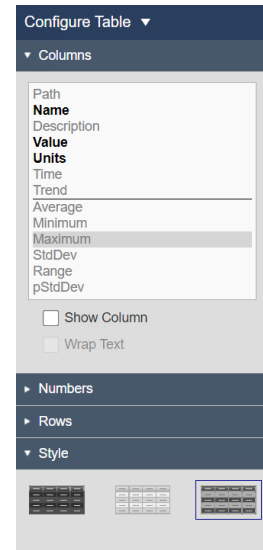 Configure Table ▼
Columns
Path
Name
Description
Value
Units
Time
Trend
Average
Minimum
Maximum
StdDev
Range
pStdDev
Show Column
Wrap Text
Numbers
Rows
Style